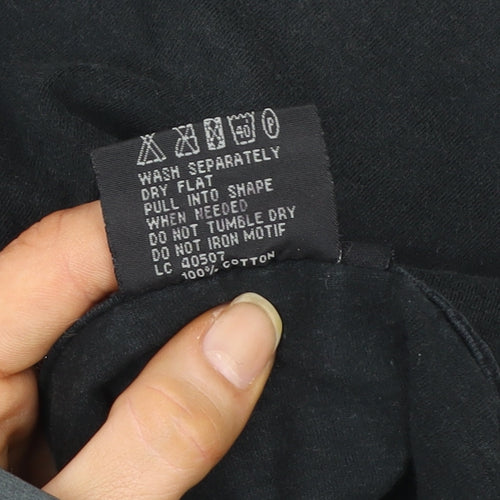 40 P
WASH SEPARATELY
DRY FLAT
PULL INTO SHAPE
WHEN NEEDED
DO NOT TUMBLE DRY
DO NOT IRON MOTIF
LC 40507
100% COTTON